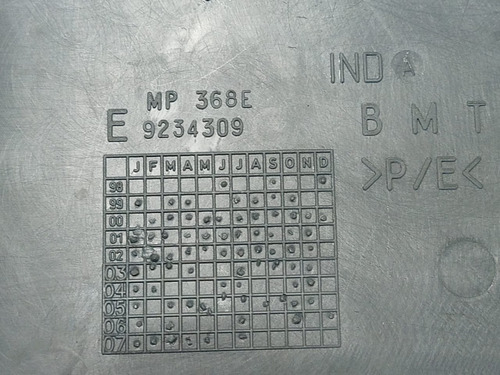 MP 368E
E 9234309
IND A
B M T
>P/E<
J F M A M J J A S O N D
98
99
00
01
02
03
04
05
06
07